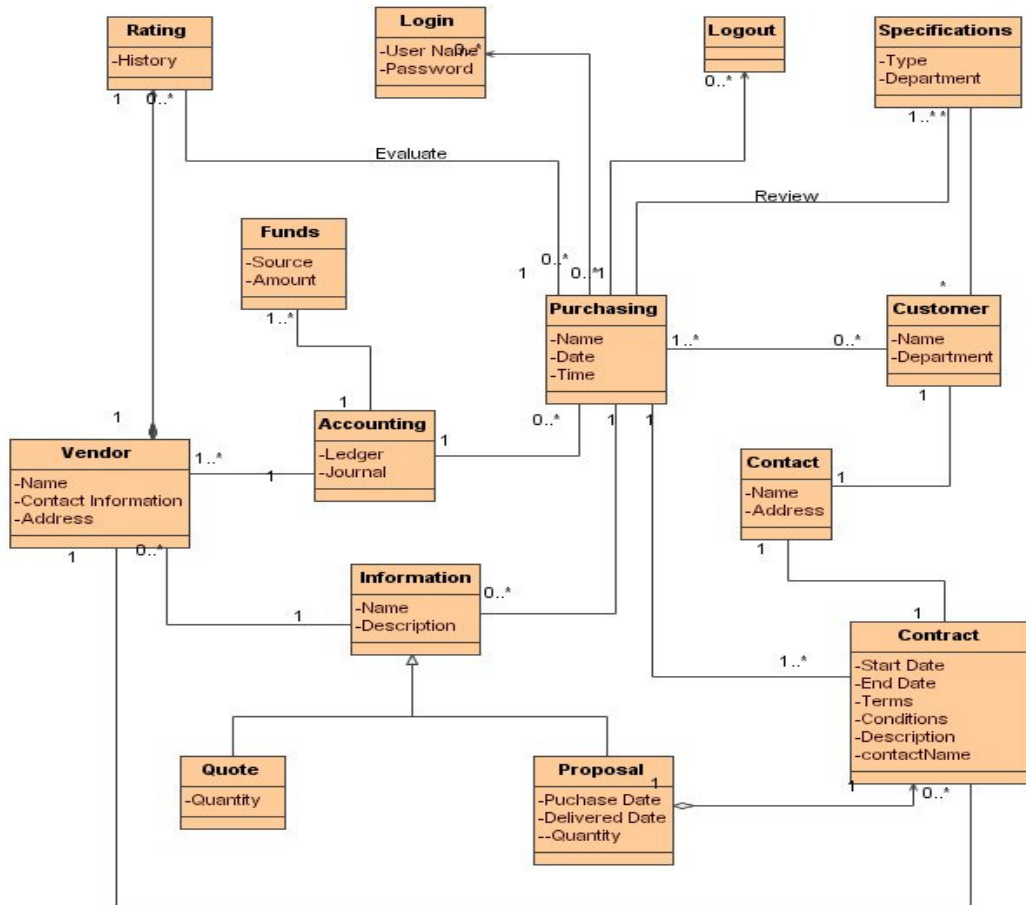 Rating
-History
1
0..*
Login
-User Name
0..*
-Password
Logout
0..*
Specifications
-Type
-Department
1..*
*
Evaluate
Review
Funds
-Source
-Amount
1..*
1
0..*
0..*
1
Purchasing
-Name
-Date
-Time
*
Customer
-Name
-Department
1..*
0..*
1
1
Accounting
-Ledger
-Journal
1
0..*
1
1
1
Vendor
-Name
-Contact Information
-Address
1..*
1
1
0..*
Contact
-Name
-Address
1
1
Information
-Name
-Description
0..*
1
1
Contract
-Start Date
-End Date
-Terms
-Conditions
-Description
-contactName
1..*
Quote
-Quantity
Proposal
-Puchase Date
-Delivered Date
--Quantity
1
1
0..*